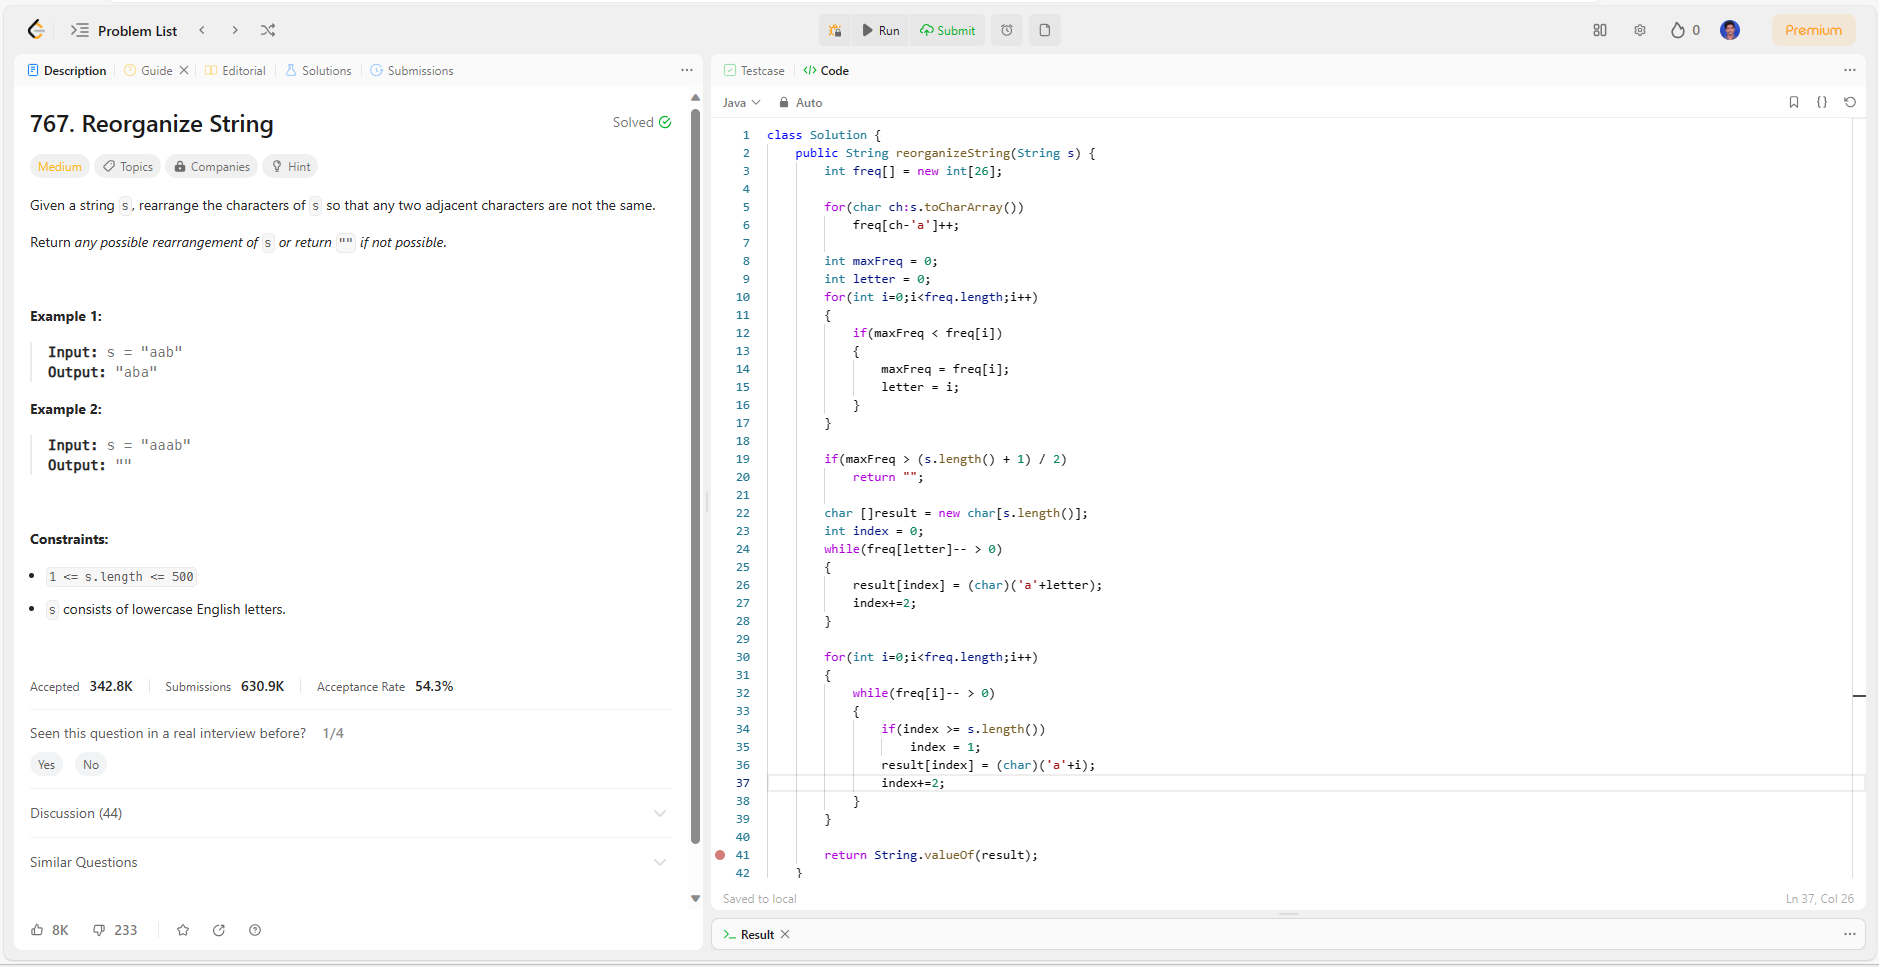 Problem List
Run
Submit
0
Premium
Description
Guide
Editorial
Solutions
Submissions
767. Reorganize String
Solved
Medium
Topics
Companies
Hint
Given a string s, rearrange the characters of s so that any two adjacent characters are not the same.
Return any possible rearrangement of s or return "" if not possible.
Example 1:
Input: s = "aab"
Output: "aba"
Example 2:
Input: s = "aaab"
Output: ""
Constraints:
1 <= s.length <= 500
s consists of lowercase English letters.
Accepted 342.8K Submissions 630.9K Acceptance Rate 54.3%
Seen this question in a real interview before? 1/4
Yes No
Discussion (44)
Similar Questions
8K 233
Testcase
Code
Java Auto
1 class Solution {
2 public String reorganizeString(String s) {
3 int freq[] = new int[26];
4
5 for(char ch:s.toCharArray())
6 freq[ch-'a']++;
7
8 int maxFreq = 0;
9 int letter = 0;
10 for(int i=0;i<freq.length;i++)
11 {
12 if(maxFreq < freq[i])
13 {
14 maxFreq = freq[i];
15 letter = i;
16 }
17 }
18
19 if(maxFreq > (s.length() + 1) / 2)
20 return "";
21
22 char []result = new char[s.length()];
23 int index = 0;
24 while(freq[letter]-- > 0)
25 {
26 result[index] = (char)('a'+letter);
27 index+=2;
28 }
29
30 for(int i=0;i<freq.length;i++)
31 {
32 while(freq[i]-- > 0)
33 {
34 if(index >= s.length())
35 index = 1;
36 result[index] = (char)('a'+i);
37 index+=2;
38 }
39 }
40
41 return String.valueOf(result);
42 }
Saved to local
Ln 37, Col 26
Result